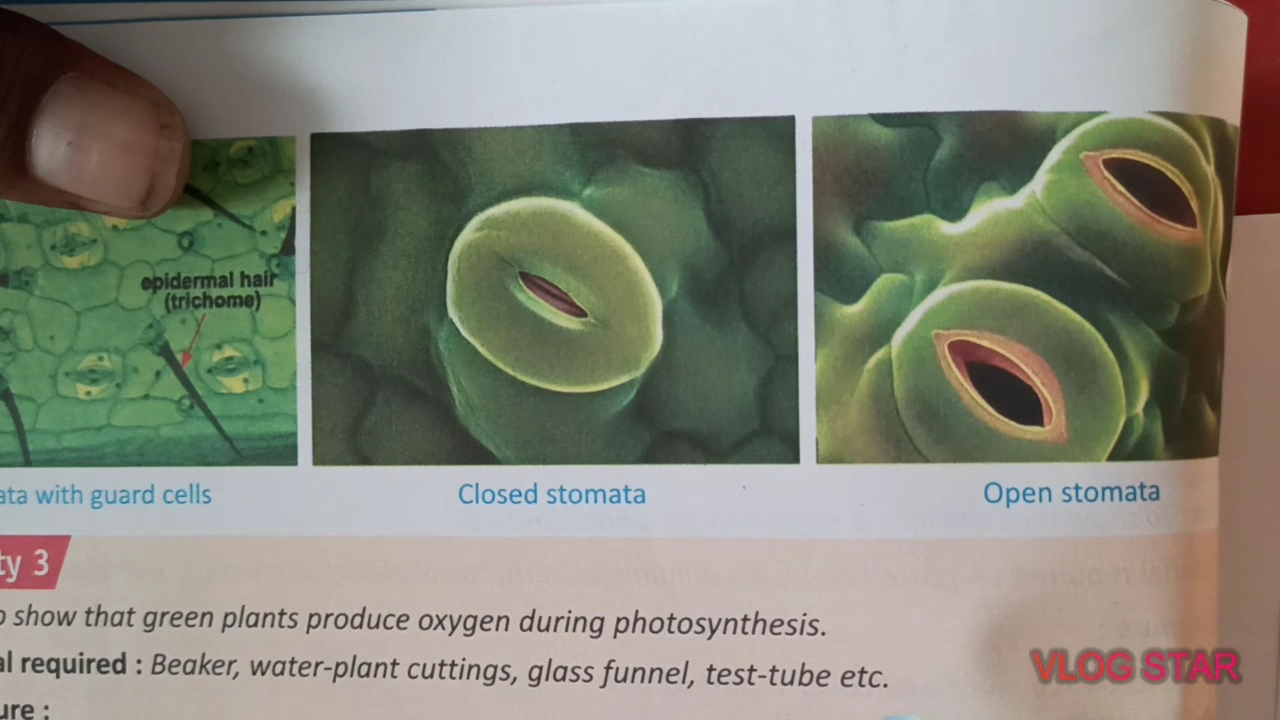 epidermal hair
(trichome)
ata with guard cells
Closed stomata
Open stomata
ty 3
o show that green plants produce oxygen during photosynthesis.
al required : Beaker, water-plant cuttings, glass funnel, test-tube etc.
ure :
VLOG STAR